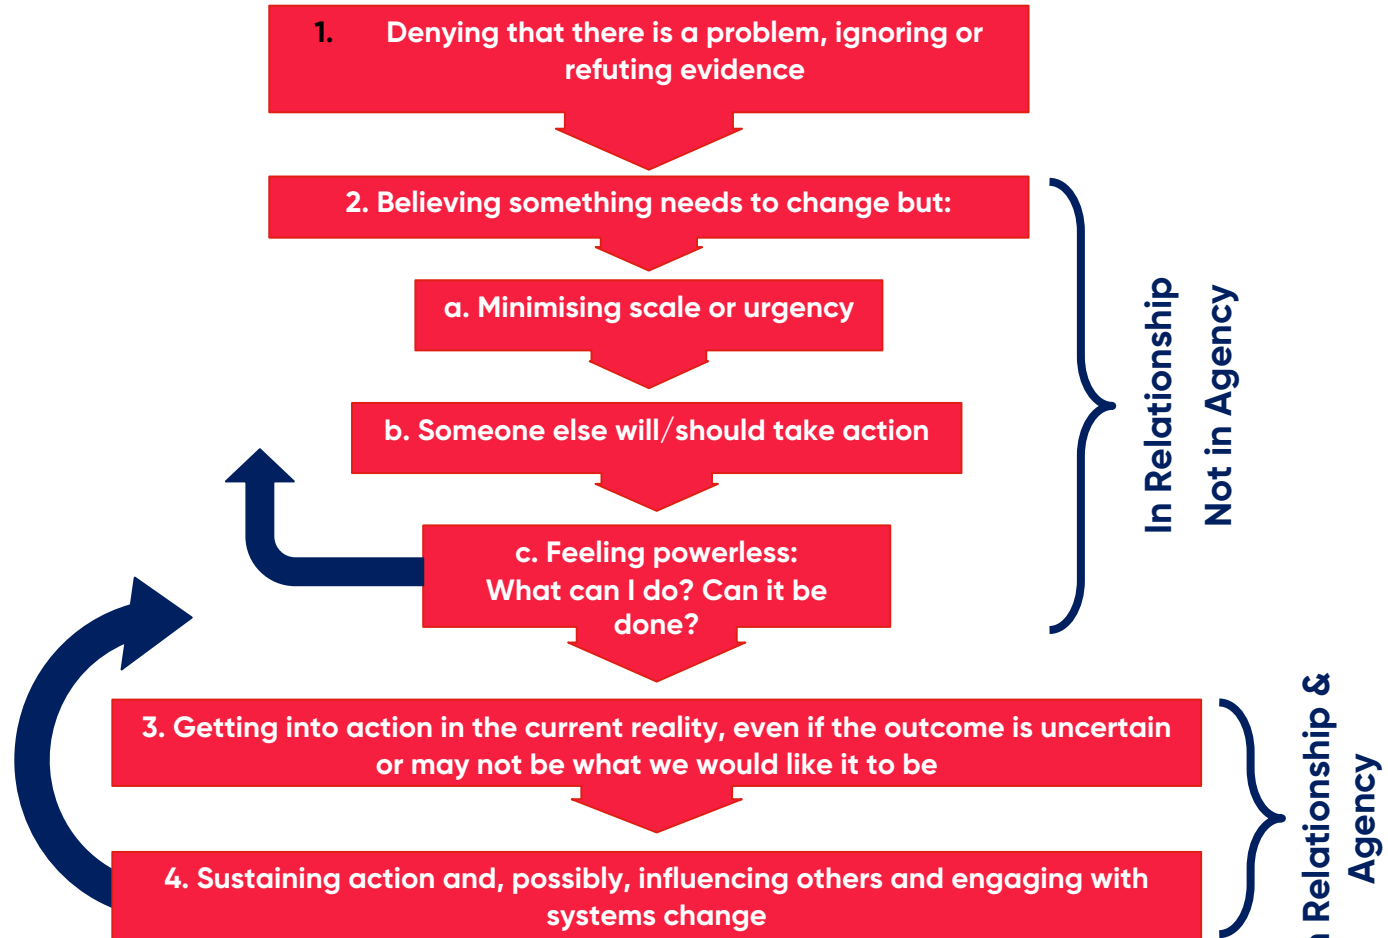 1. Denying that there is a problem, ignoring or
refuting evidence
2. Believing something needs to change but:
a. Minimising scale or urgency
b. Someone else will/should take action
c. Feeling powerless:
What can I do? Can it be
done?
In Relationship
Not in Agency
3. Getting into action in the current reality, even if the outcome is uncertain
or may not be what we would like it to be
4. Sustaining action and, possibly, influencing others and engaging with
systems change
Relationship &
Agency